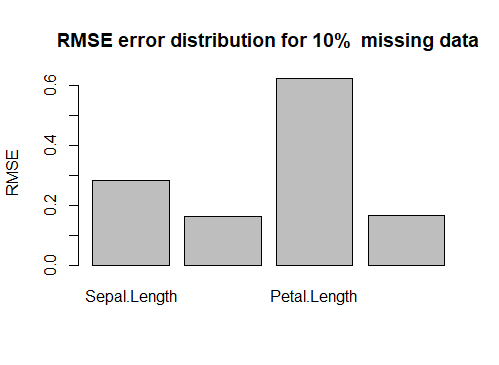 RMSE error distribution for 10%  missing data
RMSE
0.6
0.4
0.2
0.0
Sepal.Length
Petal.Length